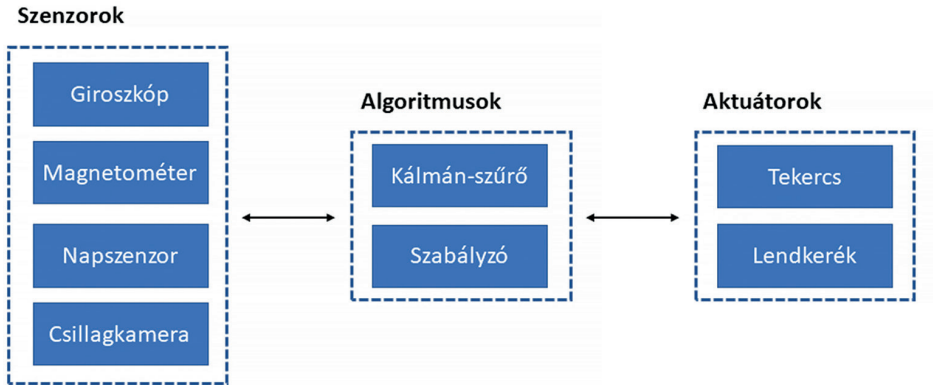 Szenzorok
Giroszkóp
Magnetométer
Napszenzor
Csillagkamera
Algoritmusok
Kálmán-szűrő
Szabályzó
Aktuátorok
Tekercs
Lendkerék